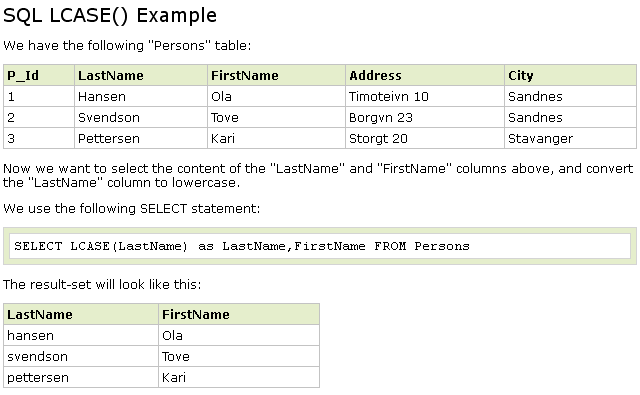 SQL LCASE() Example
We have the following "Persons" table:
P_Id LastName FirstName Address City
1 Hansen Ola Timoteivn 10 Sandnes
2 Svendson Tove Borgvn 23 Sandnes
3 Pettersen Kari Storgt 20 Stavanger
Now we want to select the content of the "LastName" and "FirstName" columns above, and convert
the "LastName" column to lowercase.
We use the following SELECT statement:
SELECT LCASE(LastName) as LastName,FirstName FROM Persons
The result-set will look like this:
LastName FirstName
hansen Ola
svendson Tove
pettersen Kari